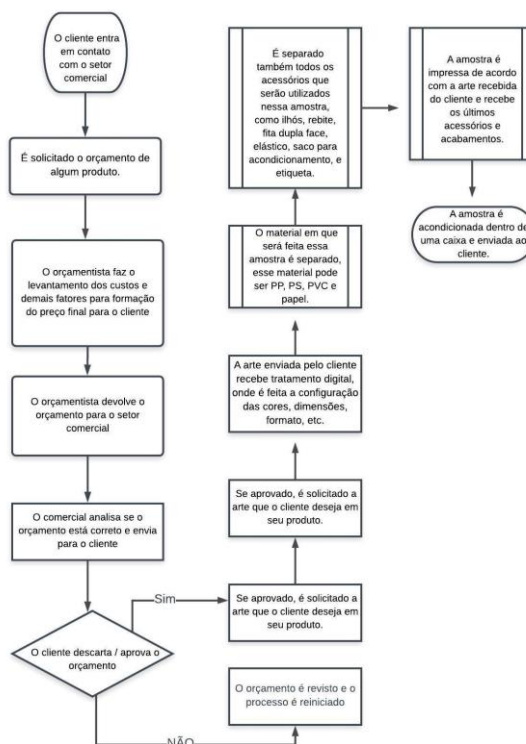 O cliente entra
em contato
com o setor
comercial
É solicitado o orçamento de
algum produto.
O orçamentista faz o
levantamento dos custos e
demais fatores para formação
do preço final para o cliente
O orçamentista devolve o
orçamento para o setor
comercial
O comercial analisa se o
orçamento está correto e envia
para o cliente
O cliente descarta / aprova o
orçamento
Sim
NÃO
O orçamento é revisto e o
processo é reiniciado
Se aprovado, é solicitado a
arte que o cliente deseja em
seu produto.
Se aprovado, é solicitado a
arte que o cliente deseja em
seu produto.
A arte enviada pelo cliente
recebe tratamento digital,
onde é feita a configuração
das cores, dimensões,
formato, etc.
O material em que
será feita essa
amostra é separado,
esse material pode
ser PP, PS, PVC e
papel.
É separado
também todos os
acessórios que
serão utilizados
nessa amostra,
como ilhós, rebite,
fita dupla face,
elástico, saco para
acondicionamento, e
etiqueta.
A amostra é
impressa de acordo
com a arte recebida
do cliente e recebe
os últimos
acessórios e
acabamentos.
A amostra é
acondicionada dentro de
uma caixa e enviada ao
cliente.